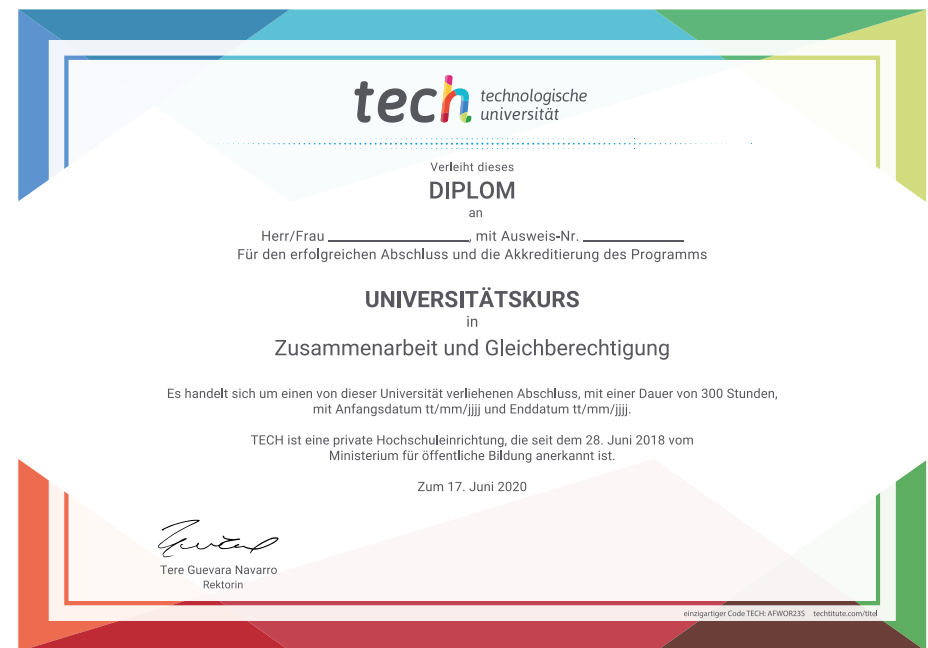 tech technologische
universität
Verleiht dieses
DIPLOM
an
Herr/Frau ____________________, mit Ausweis-Nr. ______________
Für den erfolgreichen Abschluss und die Akkreditierung des Programms
UNIVERSITÄTSKURS
in
Zusammenarbeit und Gleichberechtigung
Es handelt sich um einen von dieser Universität verliehenen Abschluss, mit einer Dauer von 300 Stunden,
mit Anfangsdatum tt/mm/jjjj und Enddatum tt/mm/jjjj.
TECH ist eine private Hochschuleinrichtung, die seit dem 28. Juni 2018 vom
Ministerium für öffentliche Bildung anerkannt ist.
Zum 17. Juni 2020
Tere Guevara Navarro
Rektorin
einzigartiger Code TECH: AFWOR23S techtitute.com/titel